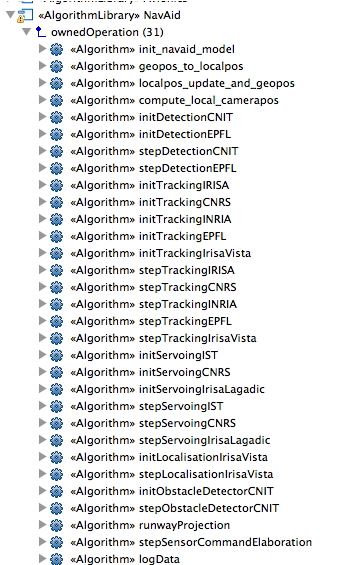 «AlgorithmLibrary» NavAid
ownedOperation (31)
«Algorithm» init_navaid_model
«Algorithm» geopos_to_localpos
«Algorithm» localpos_update_and_geopos
«Algorithm» compute_local_camerapos
«Algorithm» initDetectionCNIT
«Algorithm» initDetectionEPFL
«Algorithm» stepDetectionCNIT
«Algorithm» stepDetectionEPFL
«Algorithm» initTrackingIRISA
«Algorithm» initTrackingCNRS
«Algorithm» initTrackingINRIA
«Algorithm» initTrackingEPFL
«Algorithm» initTrackingIrisaVista
«Algorithm» stepTrackingIRISA
«Algorithm» stepTrackingCNRS
«Algorithm» stepTrackingINRIA
«Algorithm» stepTrackingEPFL
«Algorithm» stepTrackingIrisaVista
«Algorithm» initServoingIST
«Algorithm» initServoingCNRS
«Algorithm» initServoingIrisaLagadic
«Algorithm» stepServoingIST
«Algorithm» stepServoingCNRS
«Algorithm» stepServoingIrisaLagadic
«Algorithm» initLocalisationIrisaVista
«Algorithm» stepLocalisationIrisaVista
«Algorithm» initObstacleDetectorCNIT
«Algorithm» stepObstacleDetectorCNIT
«Algorithm» runwayProjection
«Algorithm» stepSensorCommandElaboration
«Algorithm» logData